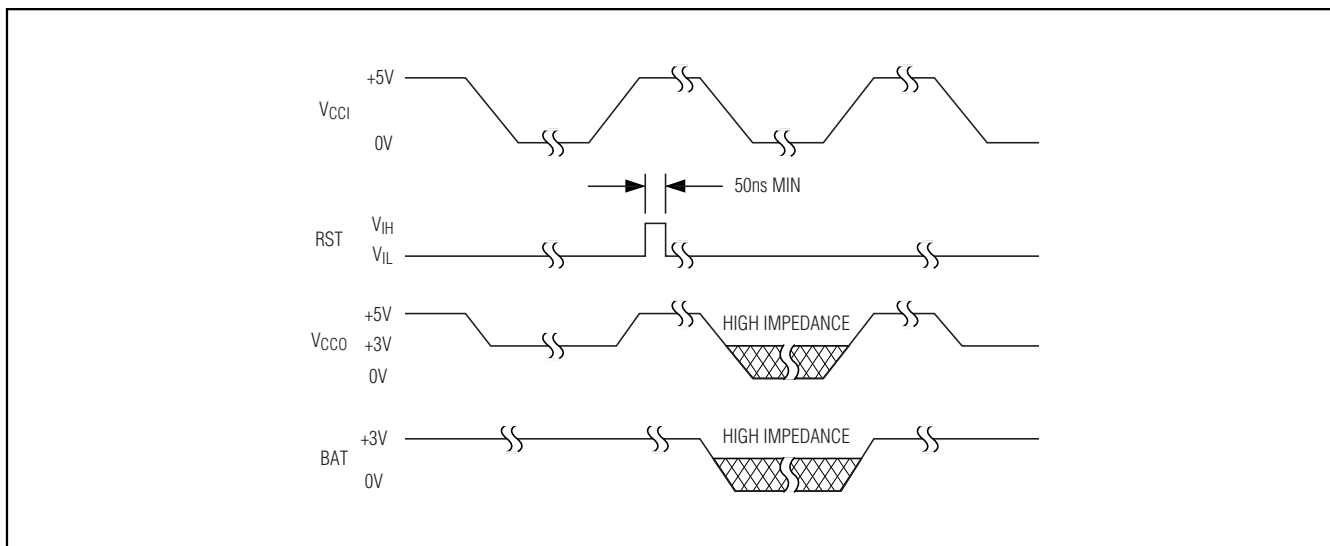 +5V
VCCI
0V
50ns MIN
VIH
RST
VIL
+5V
HIGH IMPEDANCE
VCCO +3V
0V
+3V
HIGH IMPEDANCE
BAT
0V